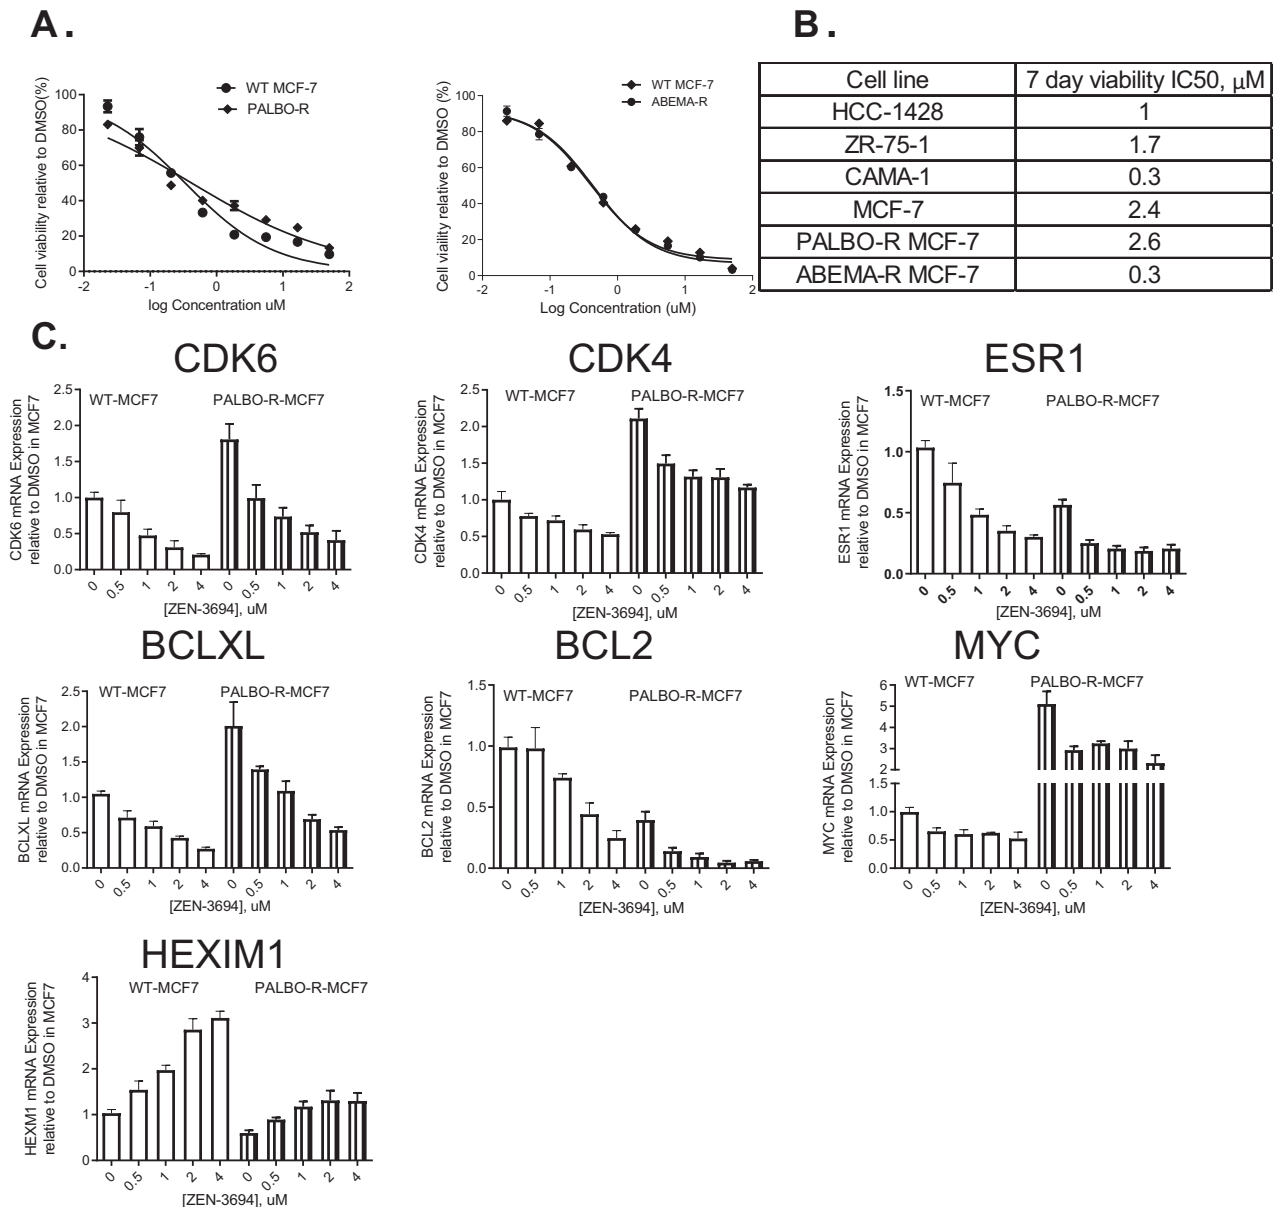 A.
Cell viability relative to DMSO(%)
100
80
60
40
20
0
-2 -1 0 1 2
log Concentration uM
WT MCF-7
PALBO-R
Cell viaility relative to DMSO (%)
100
80
60
40
20
0
-2 -1 0 1 2
Log Concentration (uM)
WT MCF-7
ABEMA-R
B.
Cell line 7 day viability IC50, μM
HCC-1428 1
ZR-75-1 1.7
CAMA-1 0.3
MCF-7 2.4
PALBO-R MCF-7 2.6
ABEMA-R MCF-7 0.3
C.
CDK6
CDK6 mRNA Expression
relative to DMSO in MCF7
2.5
2.0
1.5
1.0
0.5
0.0
WT-MCF7 PALBO-R-MCF7
0 0.5 1 2 4 0 0.5 1 2 4
[ZEN-3694], uM
CDK4
CDK4 mRNA Expression
relative to DMSO in MCF7
2.5
2.0
1.5
1.0
0.5
0.0
WT-MCF7 PALBO-R-MCF7
0 0.5 1 2 4 0 0.5 1 2 4
[ZEN-3694], uM
ESR1
ESR1 mRNA Expression
relative to DMSO in MCF7
1.5
1.0
0.5
0.0
WT-MCF7 PALBO-R-MCF7
0 0.5 1 2 4 0 0.5 1 2 4
[ZEN-3694], uM
BCLXL
BCLXL mRNA Expression
relative to DMSO in MCF7
2.5
2.0
1.5
1.0
0.5
0.0
WT-MCF7 PALBO-R-MCF7
0 0.5 1 2 4 0 0.5 1 2 4
[ZEN-3694], uM
BCL2
BCL2 mRNA Expression
relative to DMSO in MCF7
1.5
1.0
0.5
0.0
WT-MCF7 PALBO-R-MCF7
0 0.5 1 2 4 0 0.5 1 2 4
[ZEN-3694], uM
MYC
MYC mRNA Expression
relative to DMSO in MCF7
6
5
4
3
2
1.5
1.0
0.5
0.0
WT-MCF7 PALBO-R-MCF7
0 0.5 1 2 4 0 0.5 1 2 4
[ZEN-3694], uM
HEXIM1
HEXM1 mRNA Expression
relative to DMSO in MCF7
4
3
2
1
0
WT-MCF7 PALBO-R-MCF7
0 0.5 1 2 4 0 0.5 1 2 4
[ZEN-3694], uM